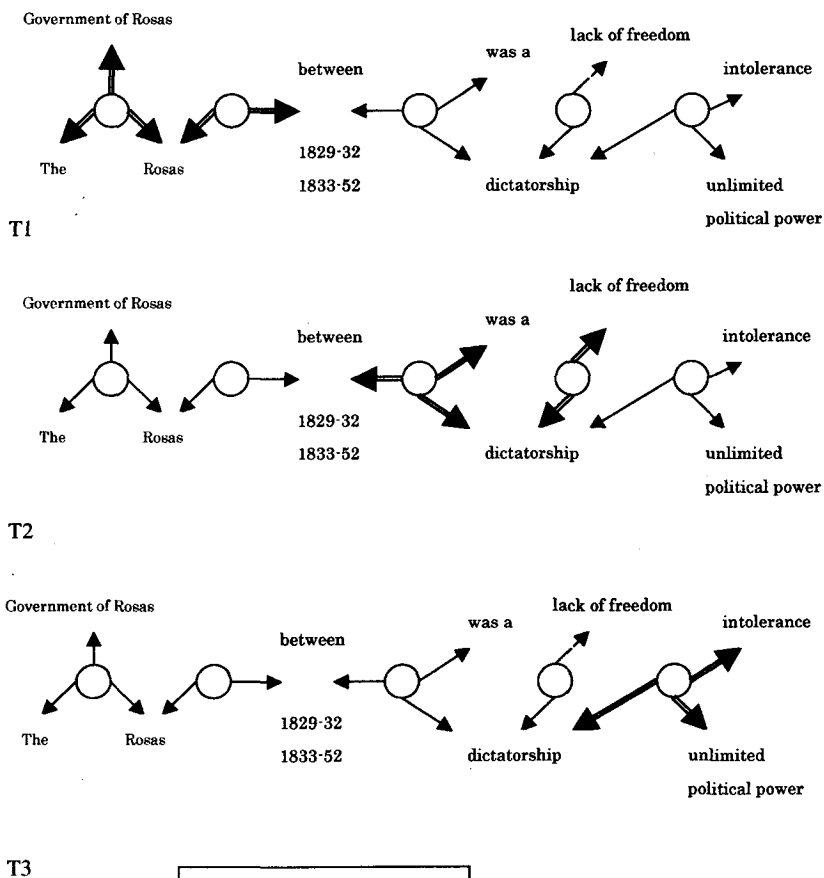 Government of Rosas
lack of freedom
was a
between
intolerance
1829-32
The Rosas
1833-52
dictatorship
unlimited
political power
T1
Government of Rosas
lack of freedom
was a
between
intolerance
1829-32
The Rosas
1833-52
dictatorship
unlimited
political power
T2
Government of Rosas
lack of freedom
was a
intolerance
between
1829-32
The Rosas
1833-52
dictatorship
unlimited
political power
T3